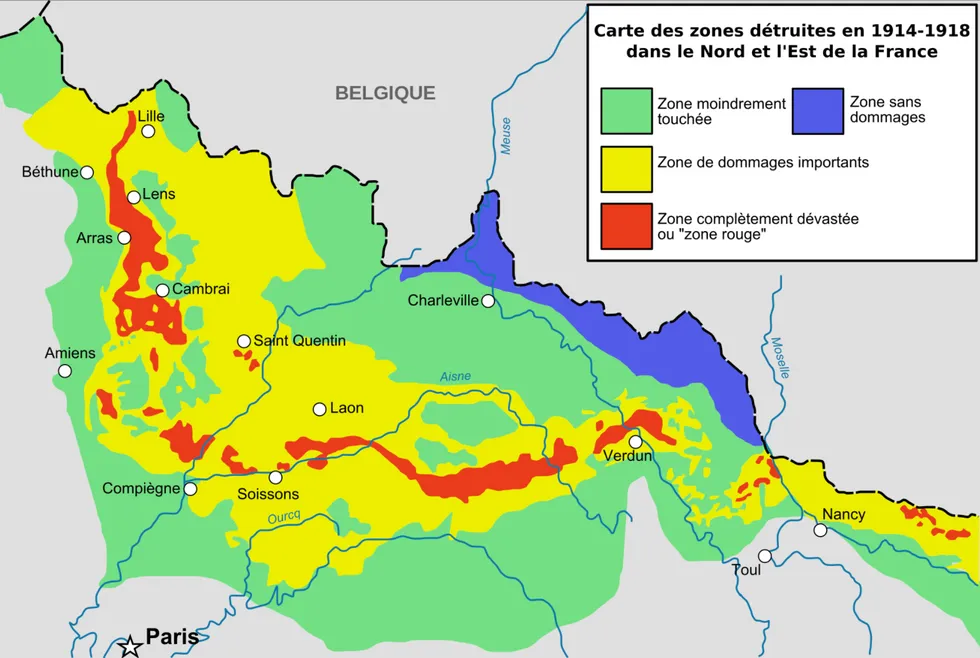 Carte des zones détruites en 1914-1918
dans le Nord et l'Est de la France
Zone moindrement
touchée
Zone sans
dommages
Zone de dommages importants
Zone complètement dévastée
ou "zone rouge"
BELGIQUE
Meuse
Lille
Béthune
Lens
Arras
Cambrai
Charleville
Saint Quentin
Moselle
Amiens
Aisne
Laon
Verdun
Compiègne
Soissons
Ourcq
Nancy
Toul
Paris